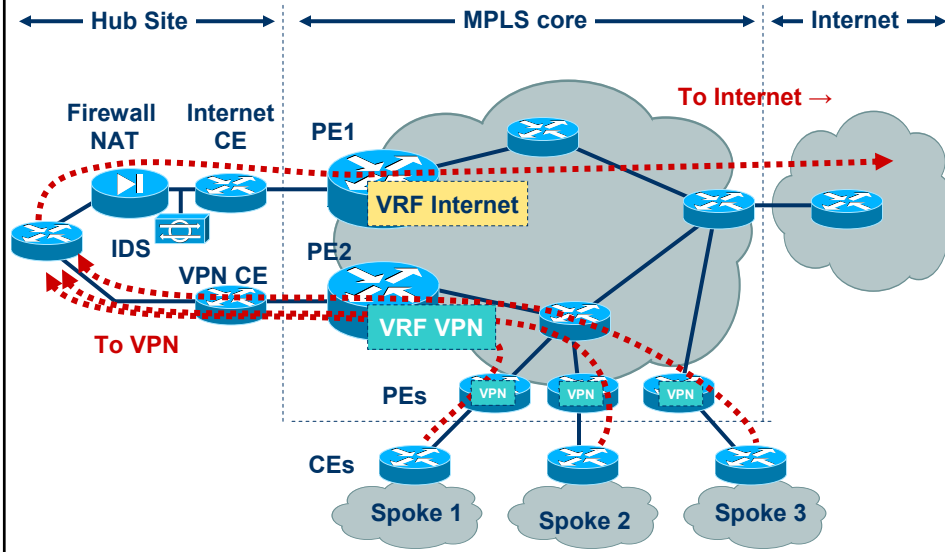 Hub Site
MPLS core
Internet
To Internet →
Firewall
NAT
Internet
CE
PE1
VRF Internet
IDS
PE2
VPN CE
VRF VPN
To VPN
PEs
VPN
VPN
VPN
CEs
Spoke 1
Spoke 2
Spoke 3